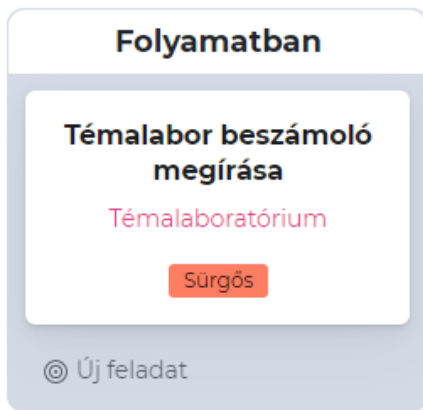 Folyamatban
Témalabor beszámoló
megírása
Témalaboratórium
Sürgős
Új feladat